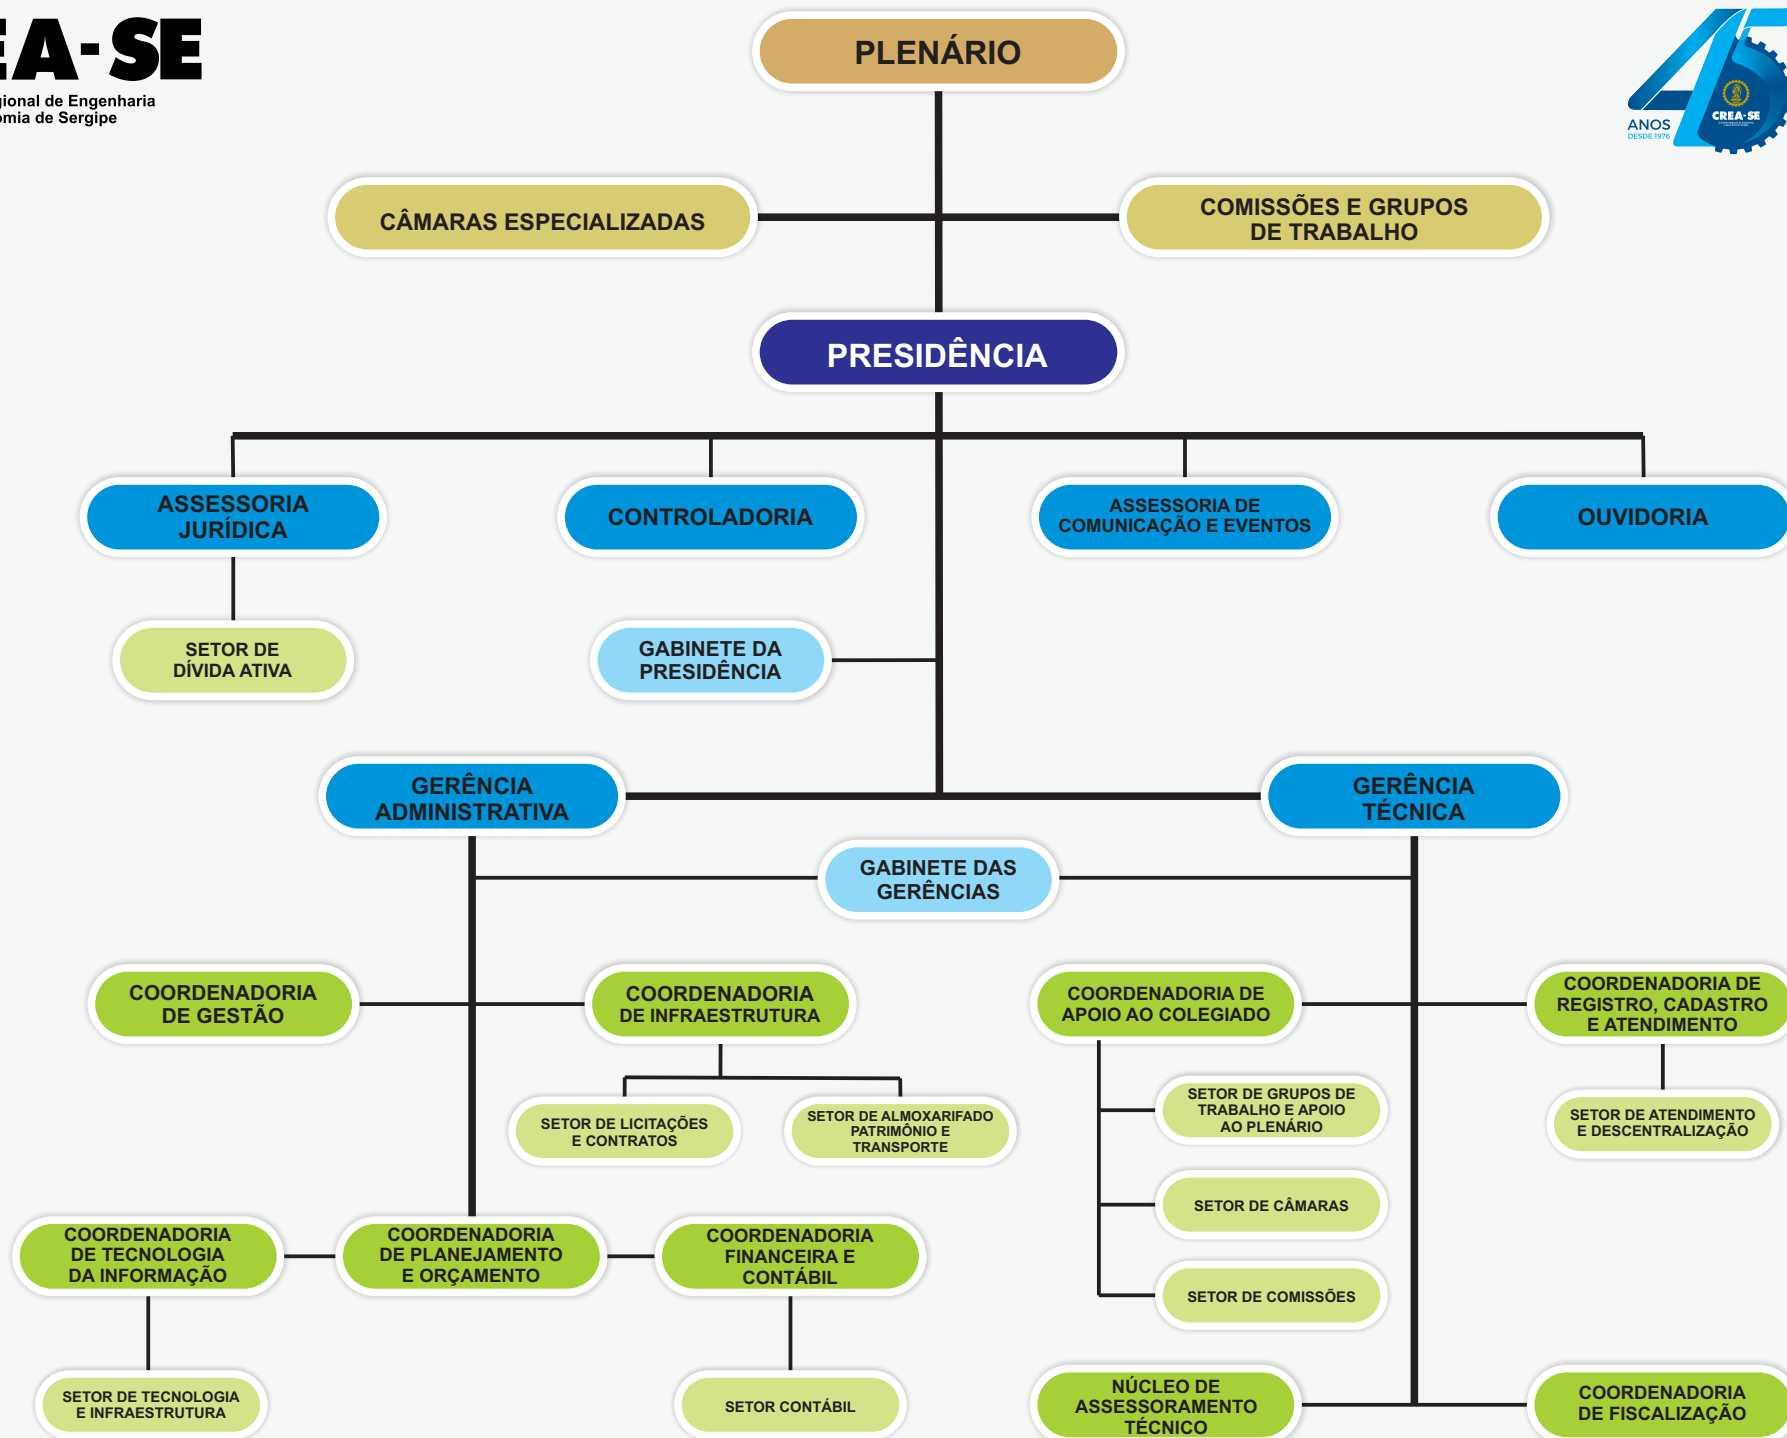 EA-SE
gional de Engenharia
omia de Sergipe
PLENÁRIO
ANOS
DESDE 1976
CREA-SE
CÂMARAS ESPECIALIZADAS
COMISSÕES E GRUPOS
DE TRABALHO
PRESIDÊNCIA
ASSESSORIA
JURÍDICA
CONTROLADORIA
ASSESSORIA DE
COMUNICAÇÃO E EVENTOS
OUVIDORIA
SETOR DE
DÍVIDA ATIVA
GABINETE DA
PRESIDÊNCIA
GERÊNCIA
ADMINISTRATIVA
GERÊNCIA
TÉCNICA
GABINETE DAS
GERÊNCIAS
COORDENADORIA
DE GESTÃO
COORDENADORIA
DE INFRAESTRUTURA
COORDENADORIA DE
APOIO AO COLEGIADO
COORDENADORIA DE
REGISTRO, CADASTRO
E ATENDIMENTO
SETOR DE LICITAÇÕES
E CONTRATOS
SETOR DE ALMOXARIFADO
PATRIMÔNIO E
TRANSPORTE
SETOR DE GRUPOS DE
TRABALHO E APOIO
AO PLENÁRIO
SETOR DE ATENDIMENTO
E DESCENTRALIZAÇÃO
SETOR DE CÂMARAS
COORDENADORIA
DE TECNOLOGIA
DA INFORMAÇÃO
COORDENADORIA
DE PLANEJAMENTO
E ORÇAMENTO
COORDENADORIA
FINANCEIRA E
CONTÁBIL
SETOR DE COMISSÕES
SETOR DE TECNOLOGIA
E INFRAESTRUTURA
SETOR CONTÁBIL
NÚCLEO DE
ASSESSORAMENTO
TÉCNICO
COORDENADORIA
DE FISCALIZAÇÃO